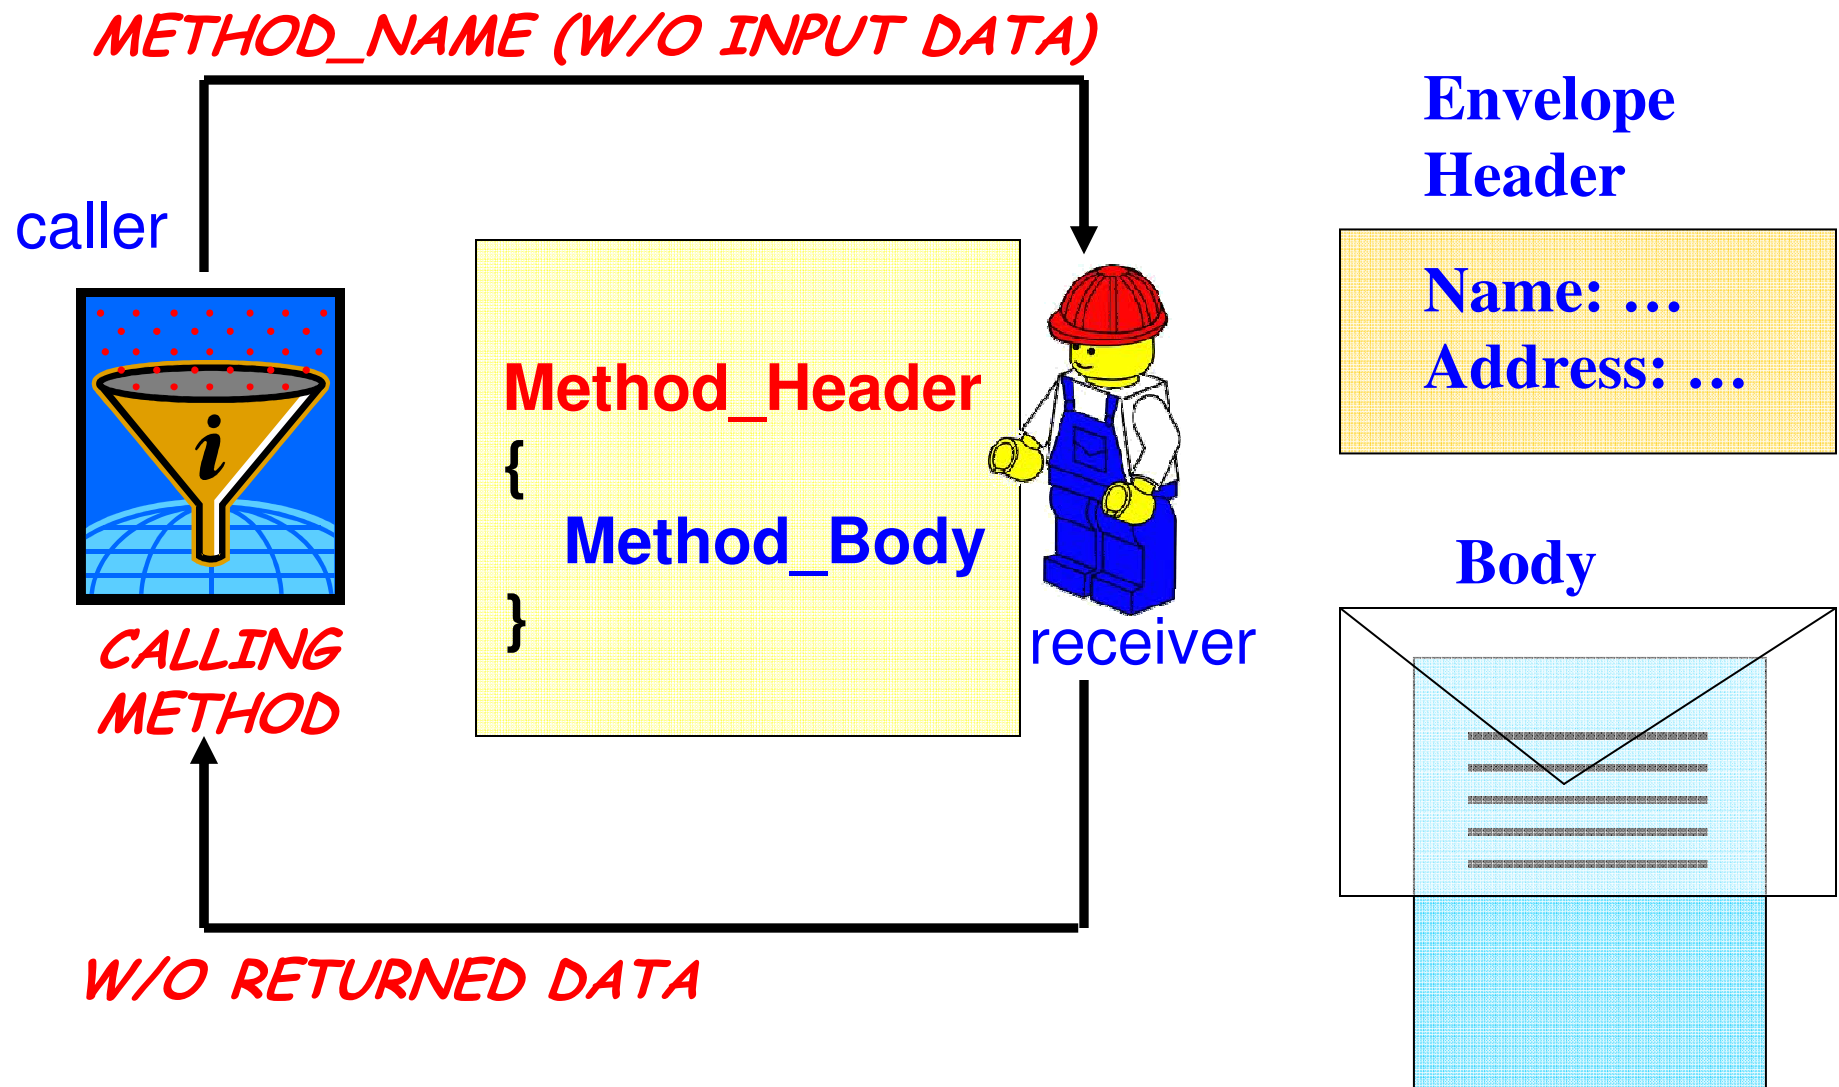 METHOD_NAME (W/O INPUT DATA)
caller
i
CALLING
METHOD
Method_Header
{
Method_Body
}
receiver
W/O RETURNED DATA
Envelope
Header
Name: …
Address: …
Body